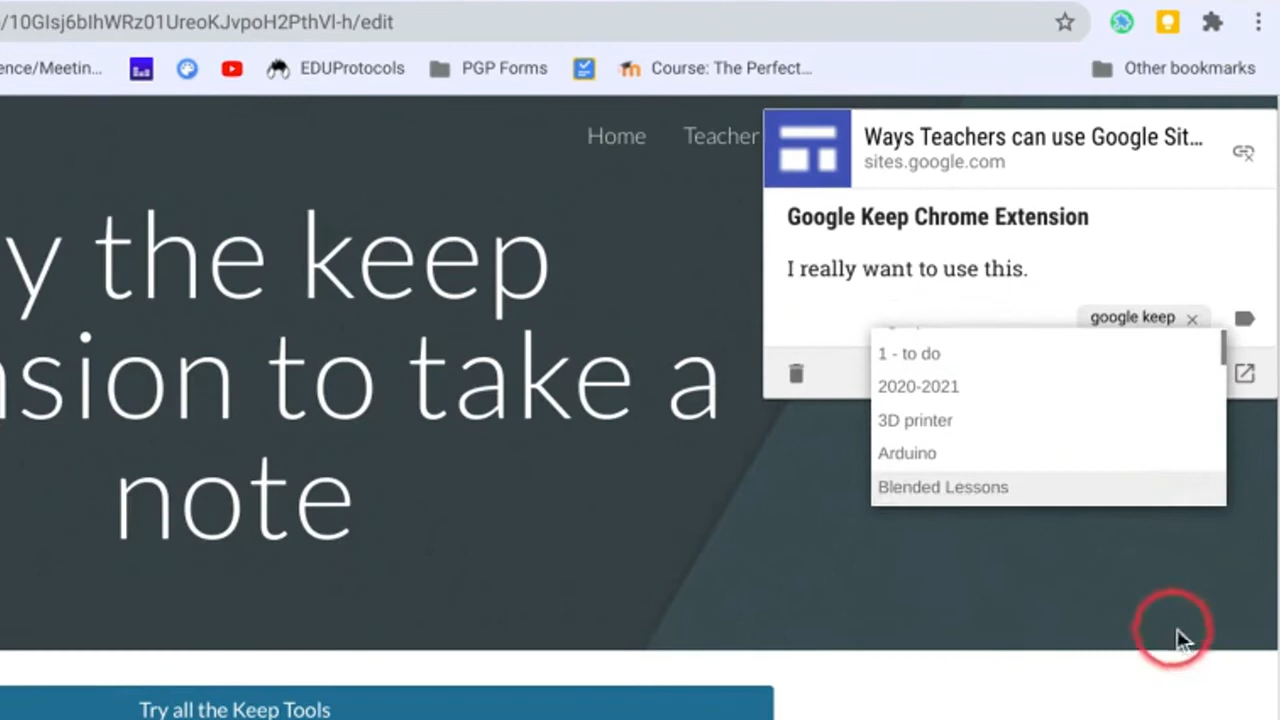 /10GIsj6bIhWRz01UreoKJvpoH2PthVl-h/edit
ence/Meetin...
EDUProtocols
PGP Forms
Course: The Perfect...
Other bookmarks
Home
Teacher
Ways Teachers can use Google Sit...
sites.google.com
Google Keep Chrome Extension
I really want to use this.
google keep
1 - to do
2020-2021
3D printer
Arduino
Blended Lessons
y the keep
nsion to take a
note
Try all the Keep Tools